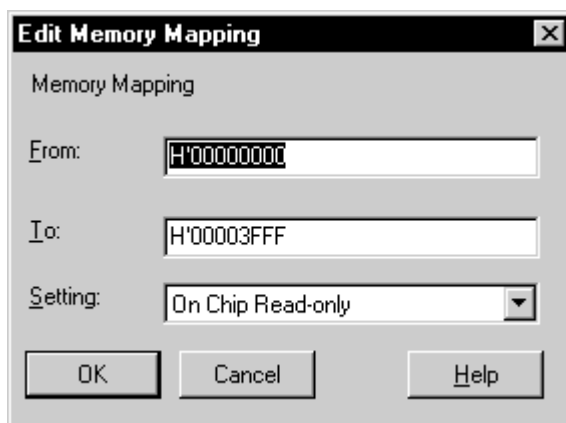 Edit Memory Mapping
Memory Mapping
From: H'00000000
To: H'00003FFF
Setting: On Chip Read-only
OK Cancel Help